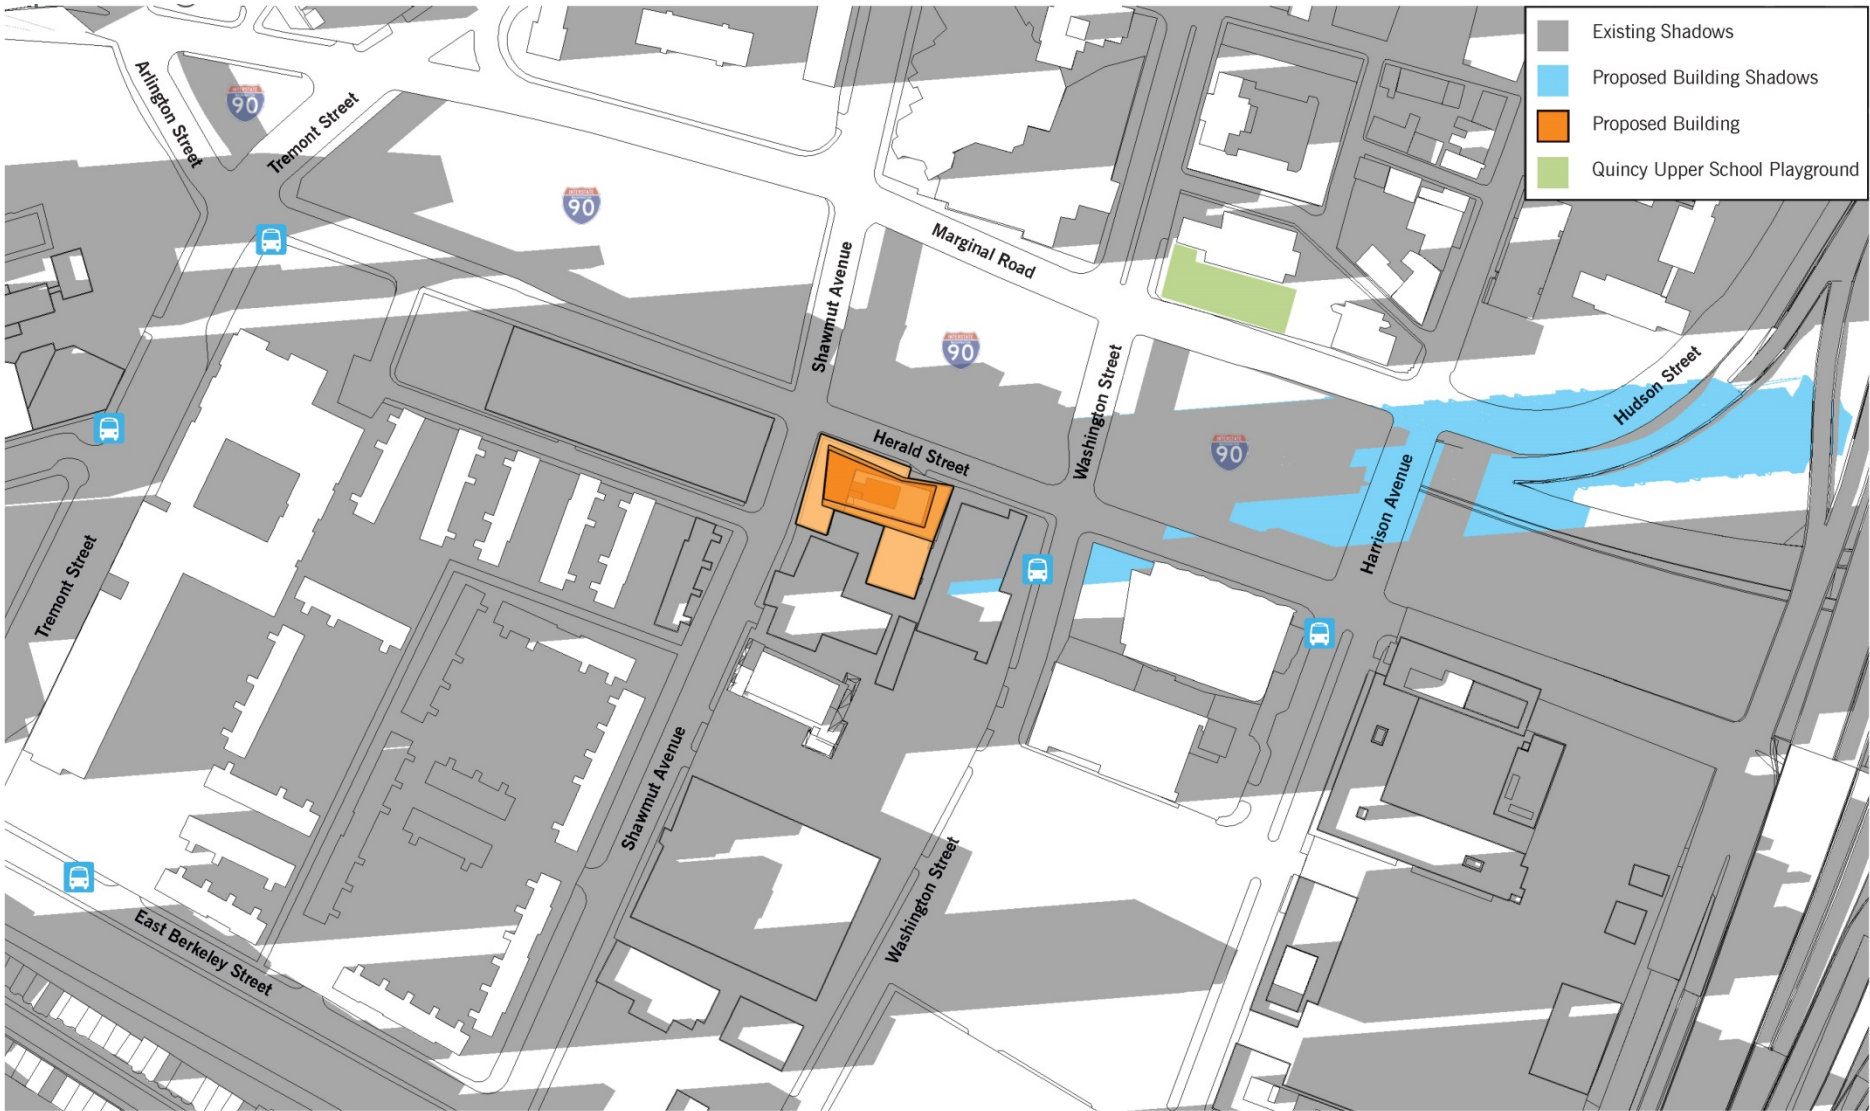 Existing Shadows
Proposed Building Shadows
Proposed Building
Quincy Upper School Playground
Arlington Street
90
Tremont Street
90
Marginal Road
Shawmut Avenue
90
Washington Street
Hudson Street
Herald Street
90
Harrison Avenue
Tremont Street
Shawmut Avenue
Washington Street
East Berkeley Street